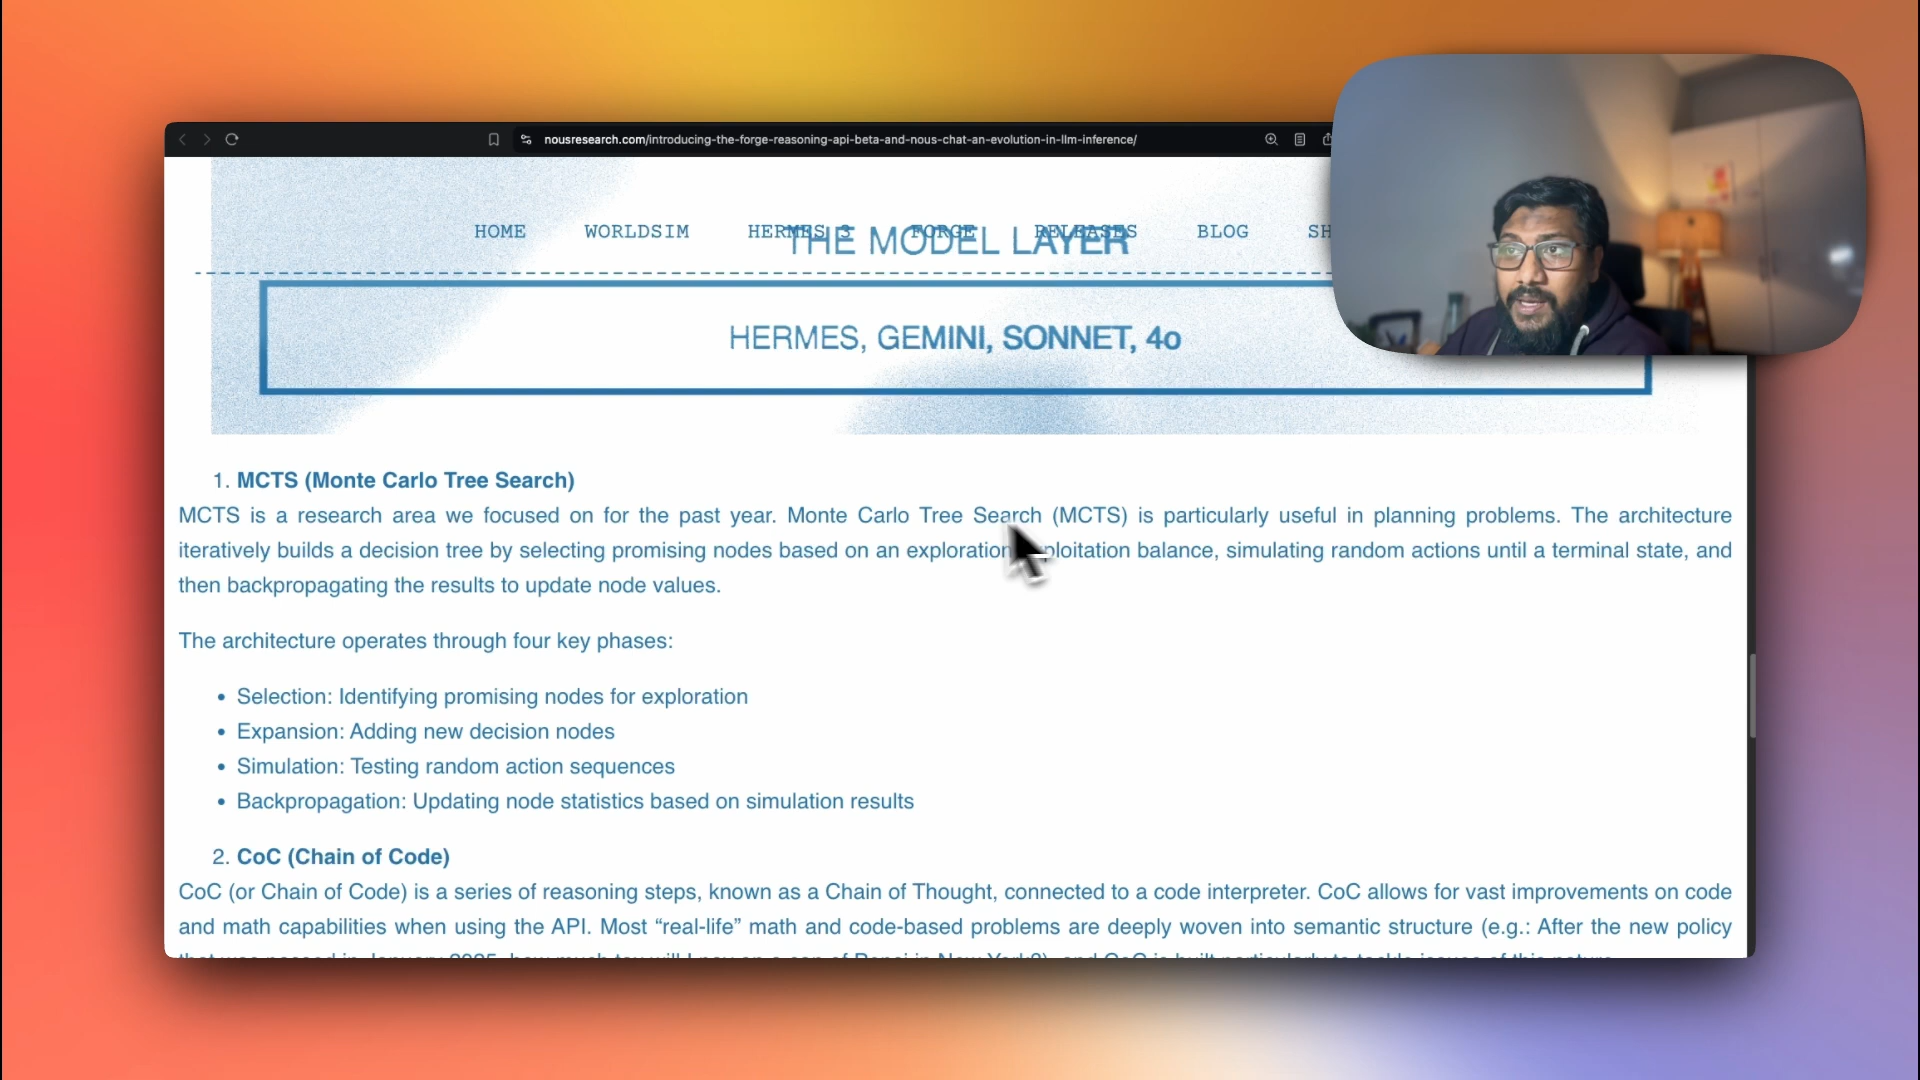 nousresearch.com/introducing-the-forge-reasoning-api-beta-and-nous-chat-an-evolution-in-llm-inference/
HOME WORLDSIM HERMES 3 FORGE RELEASES BLOG SH
THE MODEL LAYER
HERMES, GEMINI, SONNET, 4o
1. MCTS (Monte Carlo Tree Search)
MCTS is a research area we focused on for the past year. Monte Carlo Tree Search (MCTS) is particularly useful in planning problems. The architecture
iteratively builds a decision tree by selecting promising nodes based on an exploration ploitation balance, simulating random actions until a terminal state, and
then backpropagating the results to update node values.
The architecture operates through four key phases:
• Selection: Identifying promising nodes for exploration
• Expansion: Adding new decision nodes
• Simulation: Testing random action sequences
• Backpropagation: Updating node statistics based on simulation results
2. CoC (Chain of Code)
CoC (or Chain of Code) is a series of reasoning steps, known as a Chain of Thought, connected to a code interpreter. CoC allows for vast improvements on code
and math capabilities when using the API. Most “real-life” math and code-based problems are deeply woven into semantic structure (e.g.: After the new policy